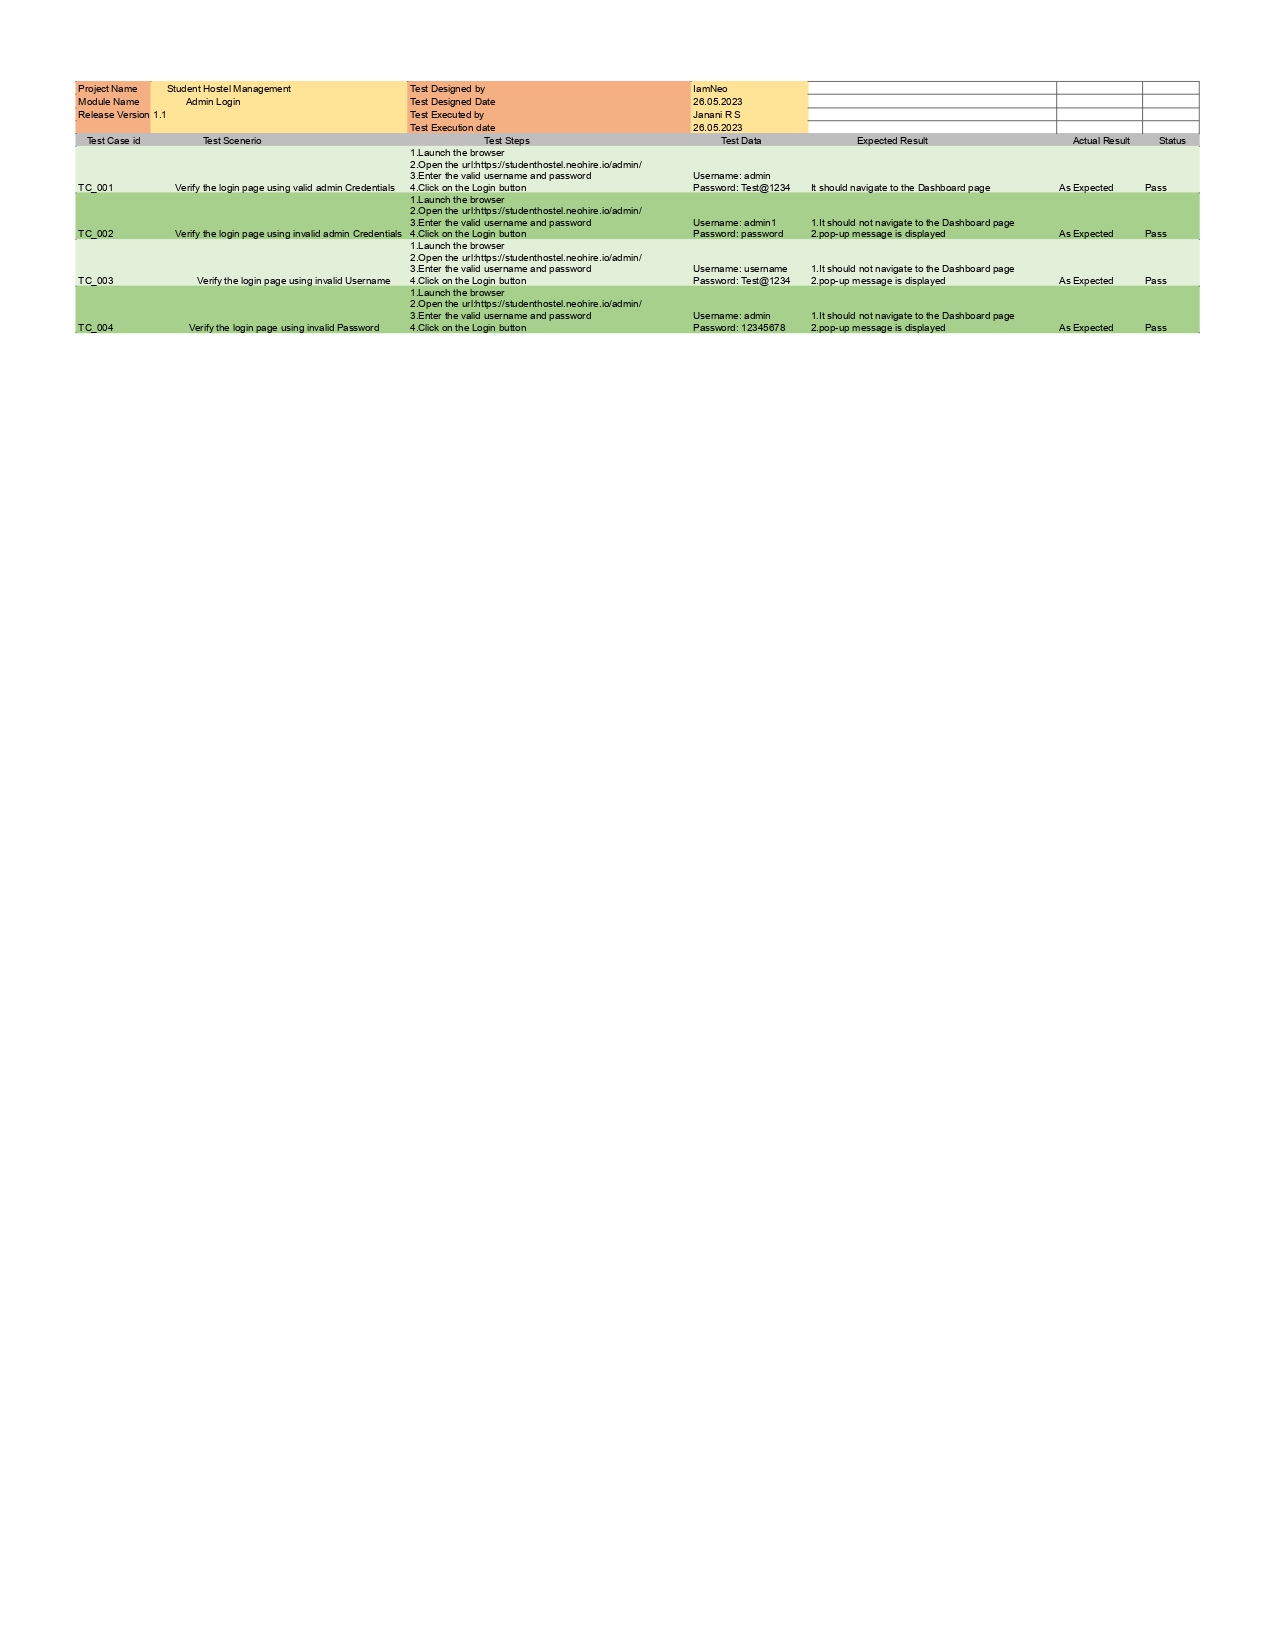 Project Name Student Hostel Management Test Designed by IamNeo
Module Name Admin Login Test Designed Date 26.05.2023
Release Version 1.1 Test Executed by Janani R S
Test Execution date 26.05.2023
Test Case id Test Scenerio Test Steps Test Data Expected Result Actual Result Status
1.Launch the browser
2.Open the url:https://studenthostel.neohire.io/admin/
3.Enter the valid username and password Username: admin
TC_001 Verify the login page using valid admin Credentials 4.Click on the Login button Password: Test@1234 It should navigate to the Dashboard page As Expected Pass
1.Launch the browser
2.Open the url:https://studenthostel.neohire.io/admin/
3.Enter the valid username and password Username: admin1 1.It should not navigate to the Dashboard page
TC_002 Verify the login page using invalid admin Credentials 4.Click on the Login button Password: password 2.pop-up message is displayed As Expected Pass
1.Launch the browser
2.Open the url:https://studenthostel.neohire.io/admin/
3.Enter the valid username and password Username: username 1.It should not navigate to the Dashboard page
TC_003 Verify the login page using invalid Username 4.Click on the Login button Password: Test@1234 2.pop-up message is displayed As Expected Pass
1.Launch the browser
2.Open the url:https://studenthostel.neohire.io/admin/
3.Enter the valid username and password Username: admin 1.It should not navigate to the Dashboard page
TC_004 Verify the login page using invalid Password 4.Click on the Login button Password: 12345678 2.pop-up message is displayed As Expected Pass